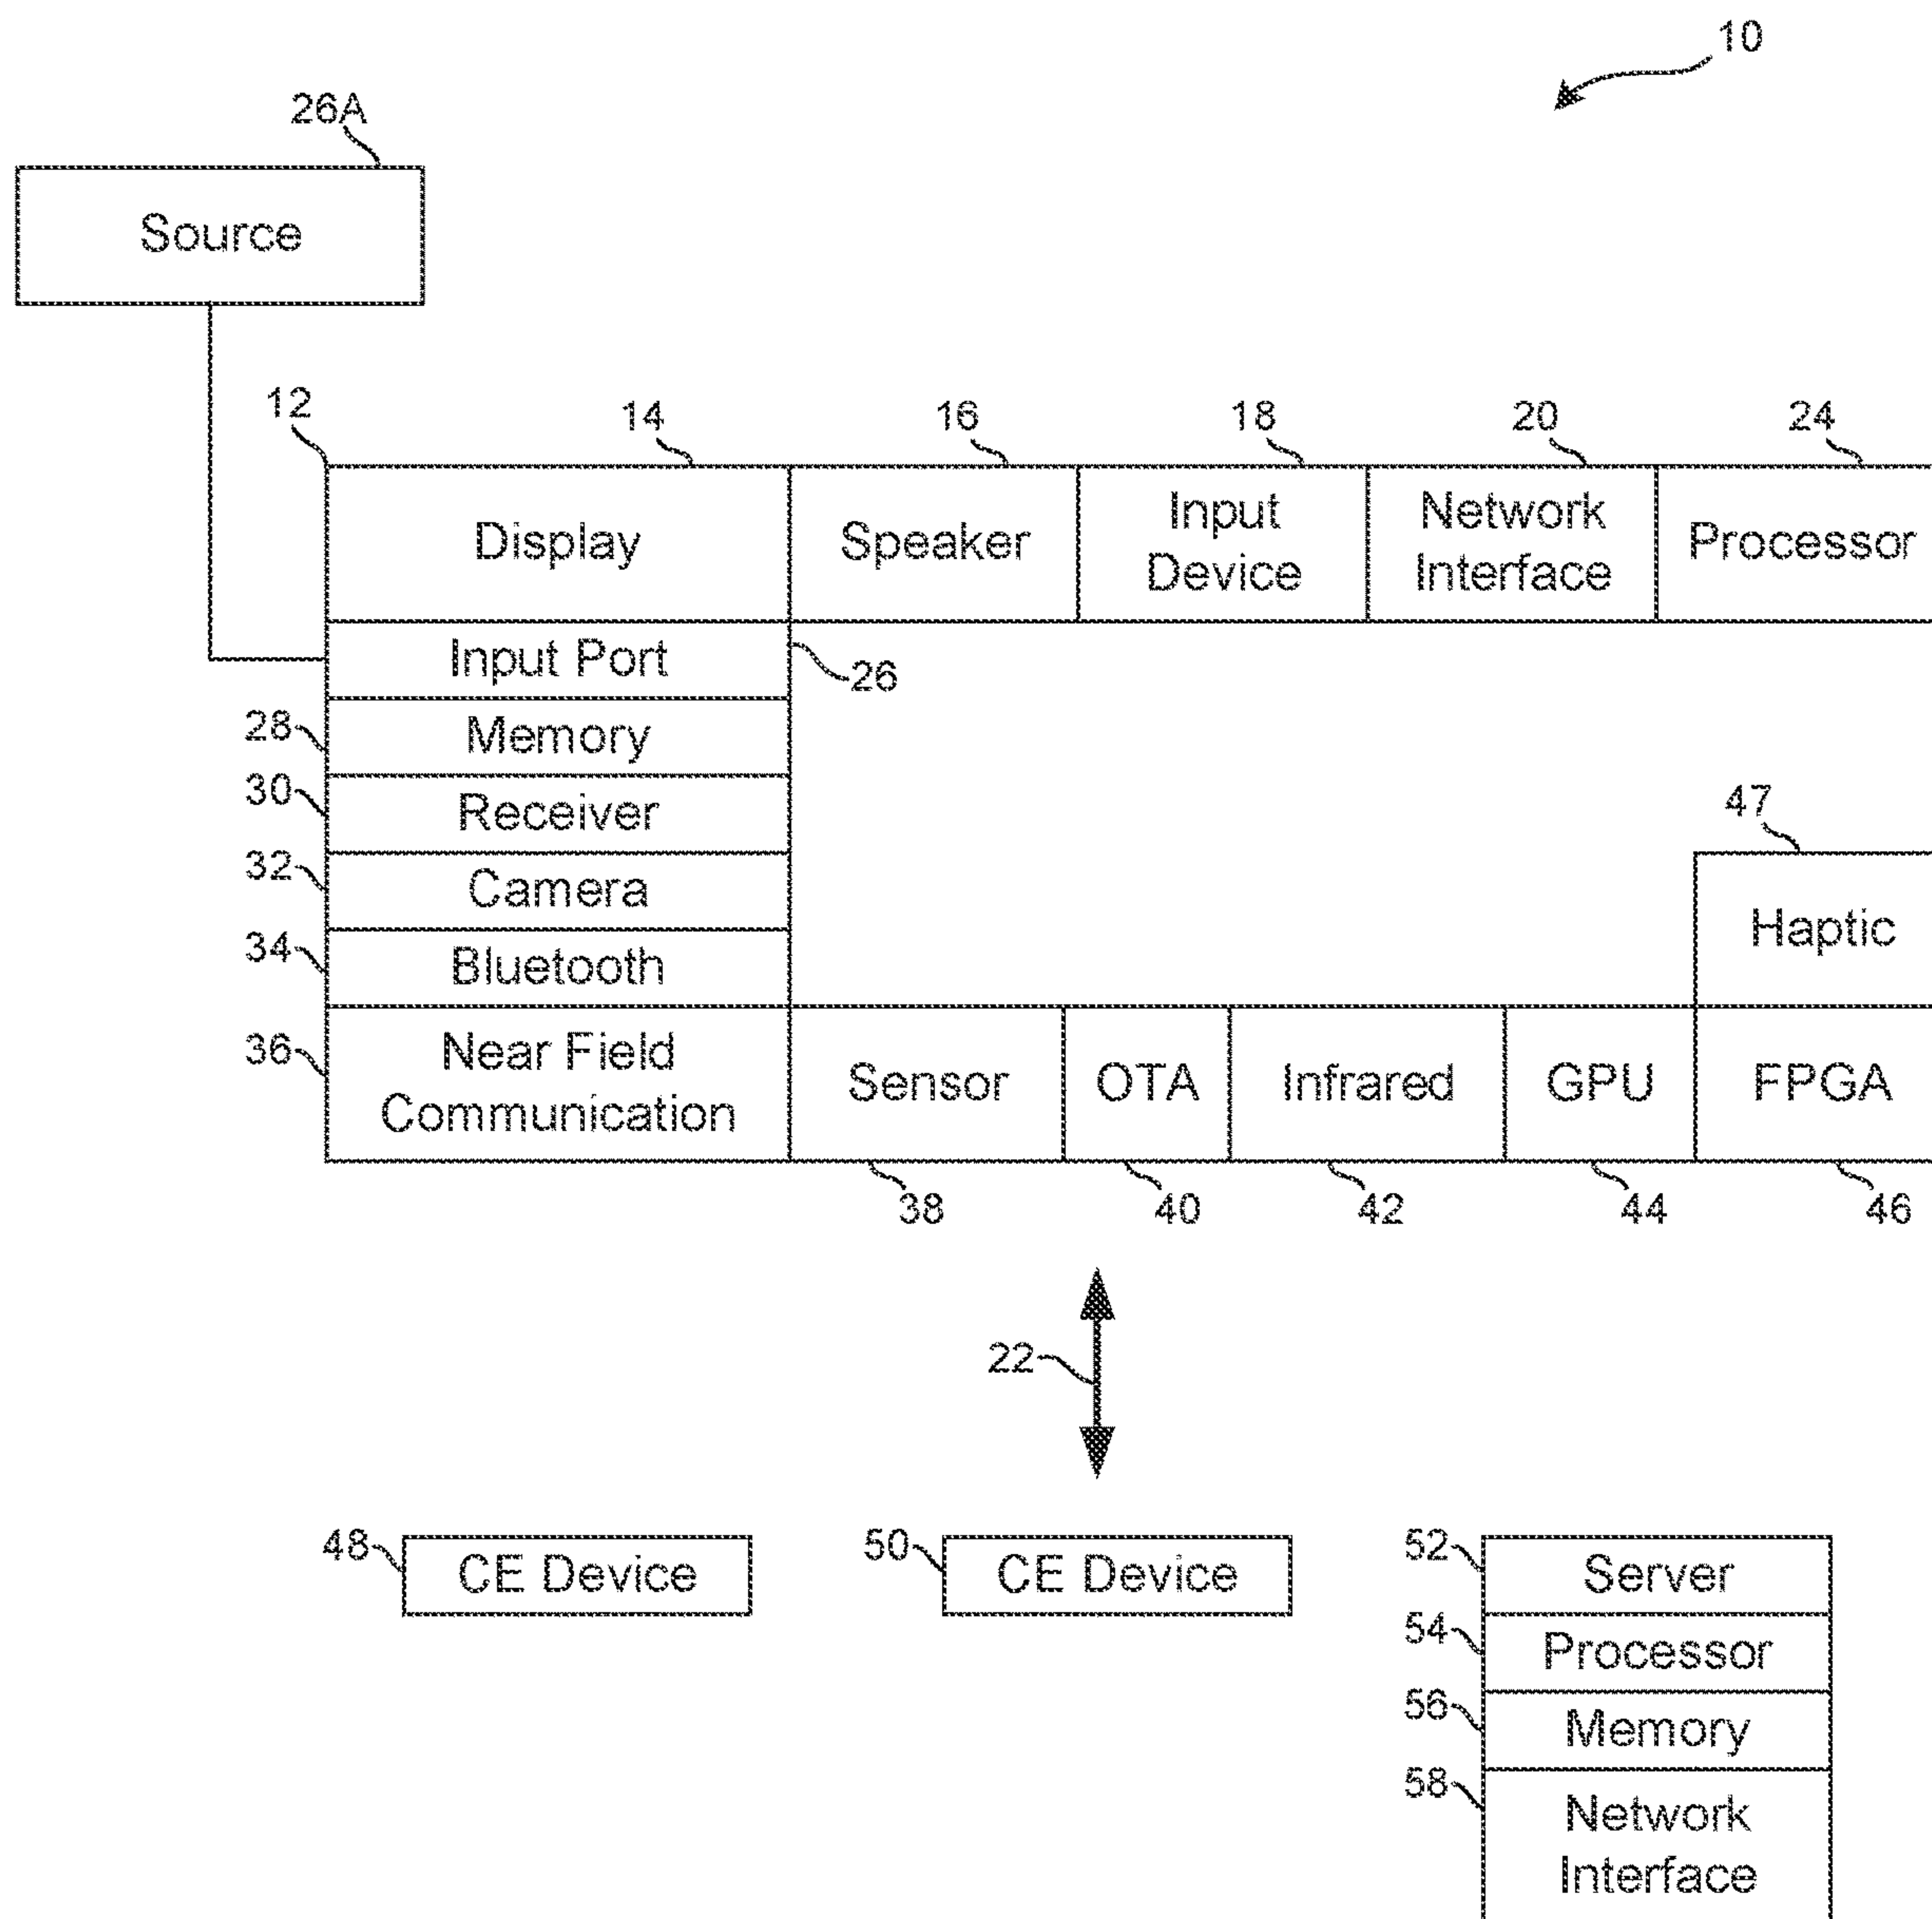 10
26A
Source
12
14
16
18
20
24
Display
Speaker
Input
Device
Network
Interface
Processor
Input Port
26
28
Memory
30
Receiver
47
32
Camera
Haptic
34
Bluetooth
36
Near Field
Communication
Sensor
OTA
Infrared
GPU
FPGA
38
40
42
44
46
22
48
CE Device
50
CE Device
52
Server
54
Processor
56
Memory
58
Network
Interface